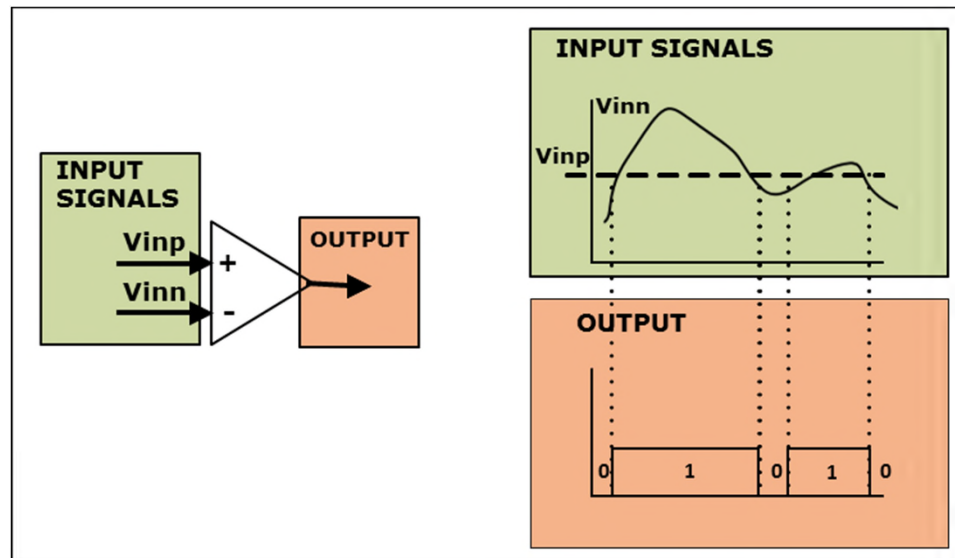 INPUT
SIGNALS
Vinp
Vinn
+
-
OUTPUT
INPUT SIGNALS
Vinn
Vinp
OUTPUT
0 1 0 1 0